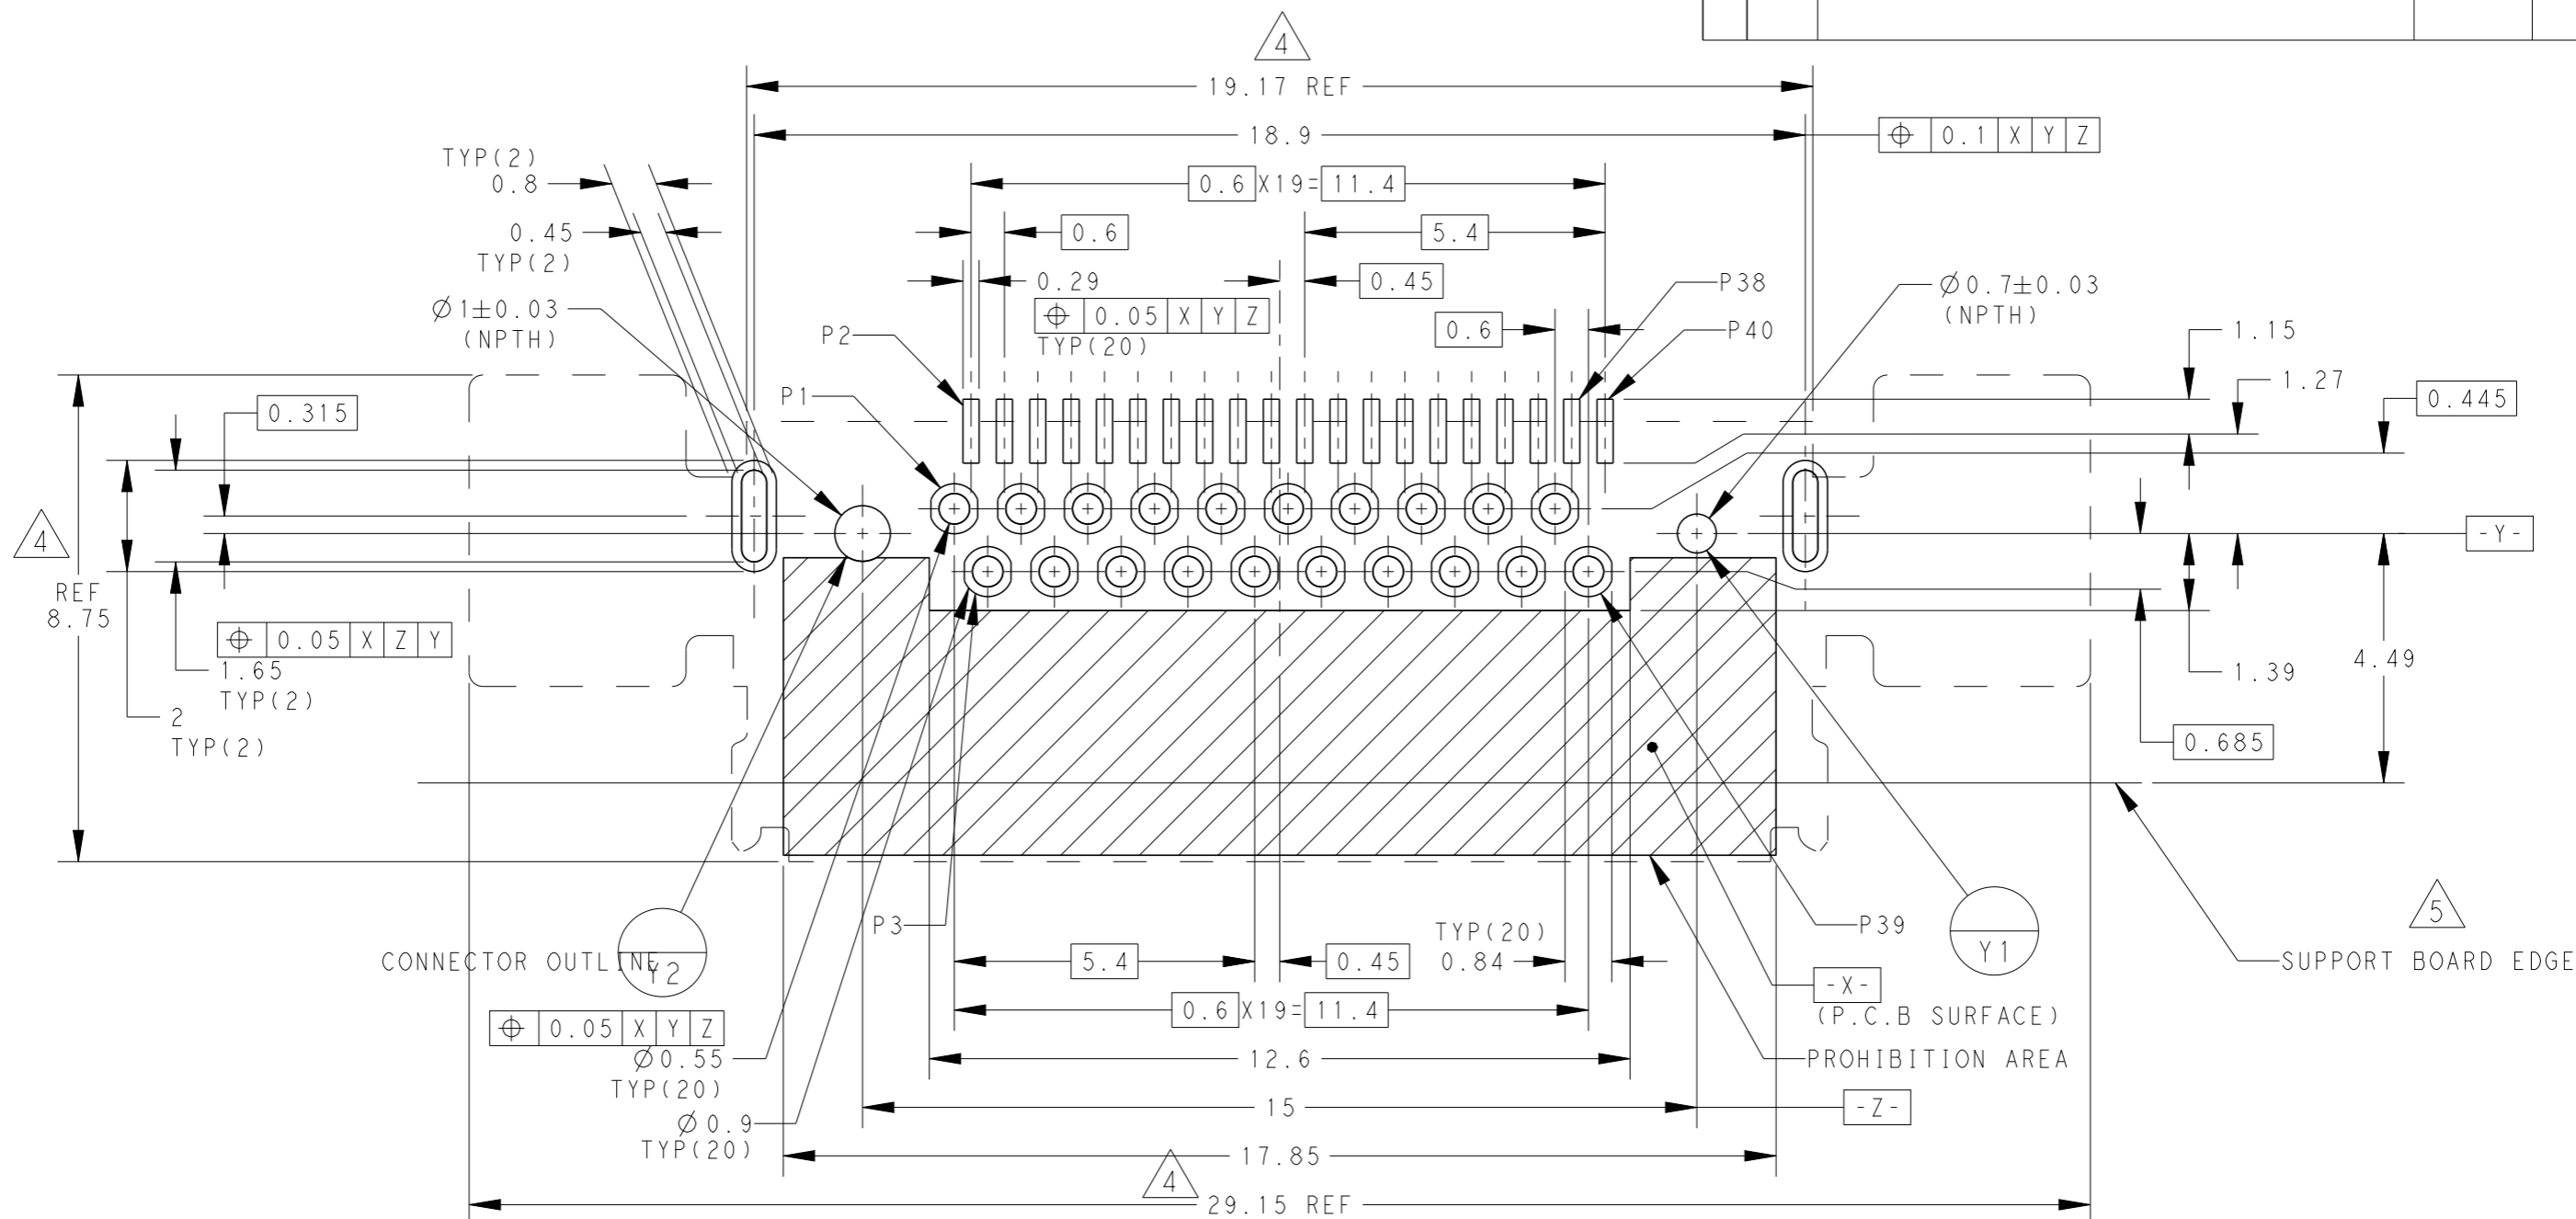 4
19.17 REF
18.9
⌖ 0.1 X Y Z
TYP(2)
0.8
0.6 X19= 11.4
0.45
TYP(2)
0.6
5.4
0.29
0.45
⌖ 0.05 X Y Z
TYP(20)
Ø1±0.03
(NPTH)
P2
P38
0.6
P40
Ø0.7±0.03
(NPTH)
1.15
1.27
0.445
P1
0.315
4
REF
8.75
-Y-
⌖ 0.05 X Z Y
1.65
TYP(2)
2
TYP(2)
4.49
1.39
0.685
P3
P39
5
CONNECTOR OUTLINE
Y2
5.4
0.45
TYP(20)
0.84
Y1
SUPPORT BOARD EDGE
-X-
(P.C.B SURFACE)
0.6 X19= 11.4
⌖ 0.05 X Y Z
Ø0.55
TYP(20)
12.6
PROHIBITION AREA
Ø0.9
TYP(20)
15
-Z-
17.85
4
29.15 REF